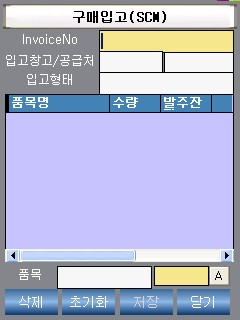 구매입고(SCM)
InvoiceNo
입고창고/공급처
입고형태
품목명 수량 발주잔
품목 A
삭제 초기화 저장 닫기